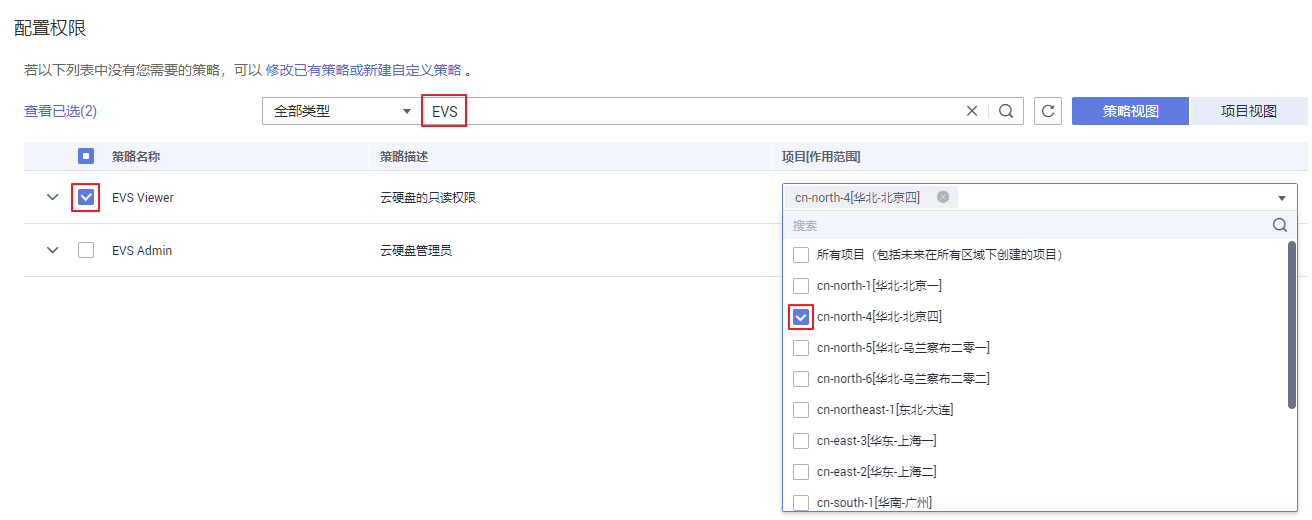 配置权限
若以下列表中没有您需要的策略，可以 修改已有策略或新建自定义策略 。
查看已选(2) 全部类型 EVS 策略视图 项目视图
策略名称 策略描述 项目[作用范围]
EVS Viewer 云硬盘的只读权限 cn-north-4[华北-北京四]
搜索
EVS Admin 云硬盘管理员
所有项目（包括未来在所有区域下创建的项目）
cn-north-1[华北-北京一]
cn-north-4[华北-北京四]
cn-north-5[华北-乌兰察布二零一]
cn-north-6[华北-乌兰察布二零二]
cn-northeast-1[东北-大连]
cn-east-3[华东-上海一]
cn-east-2[华东-上海二]
cn-south-1[华南-广州]